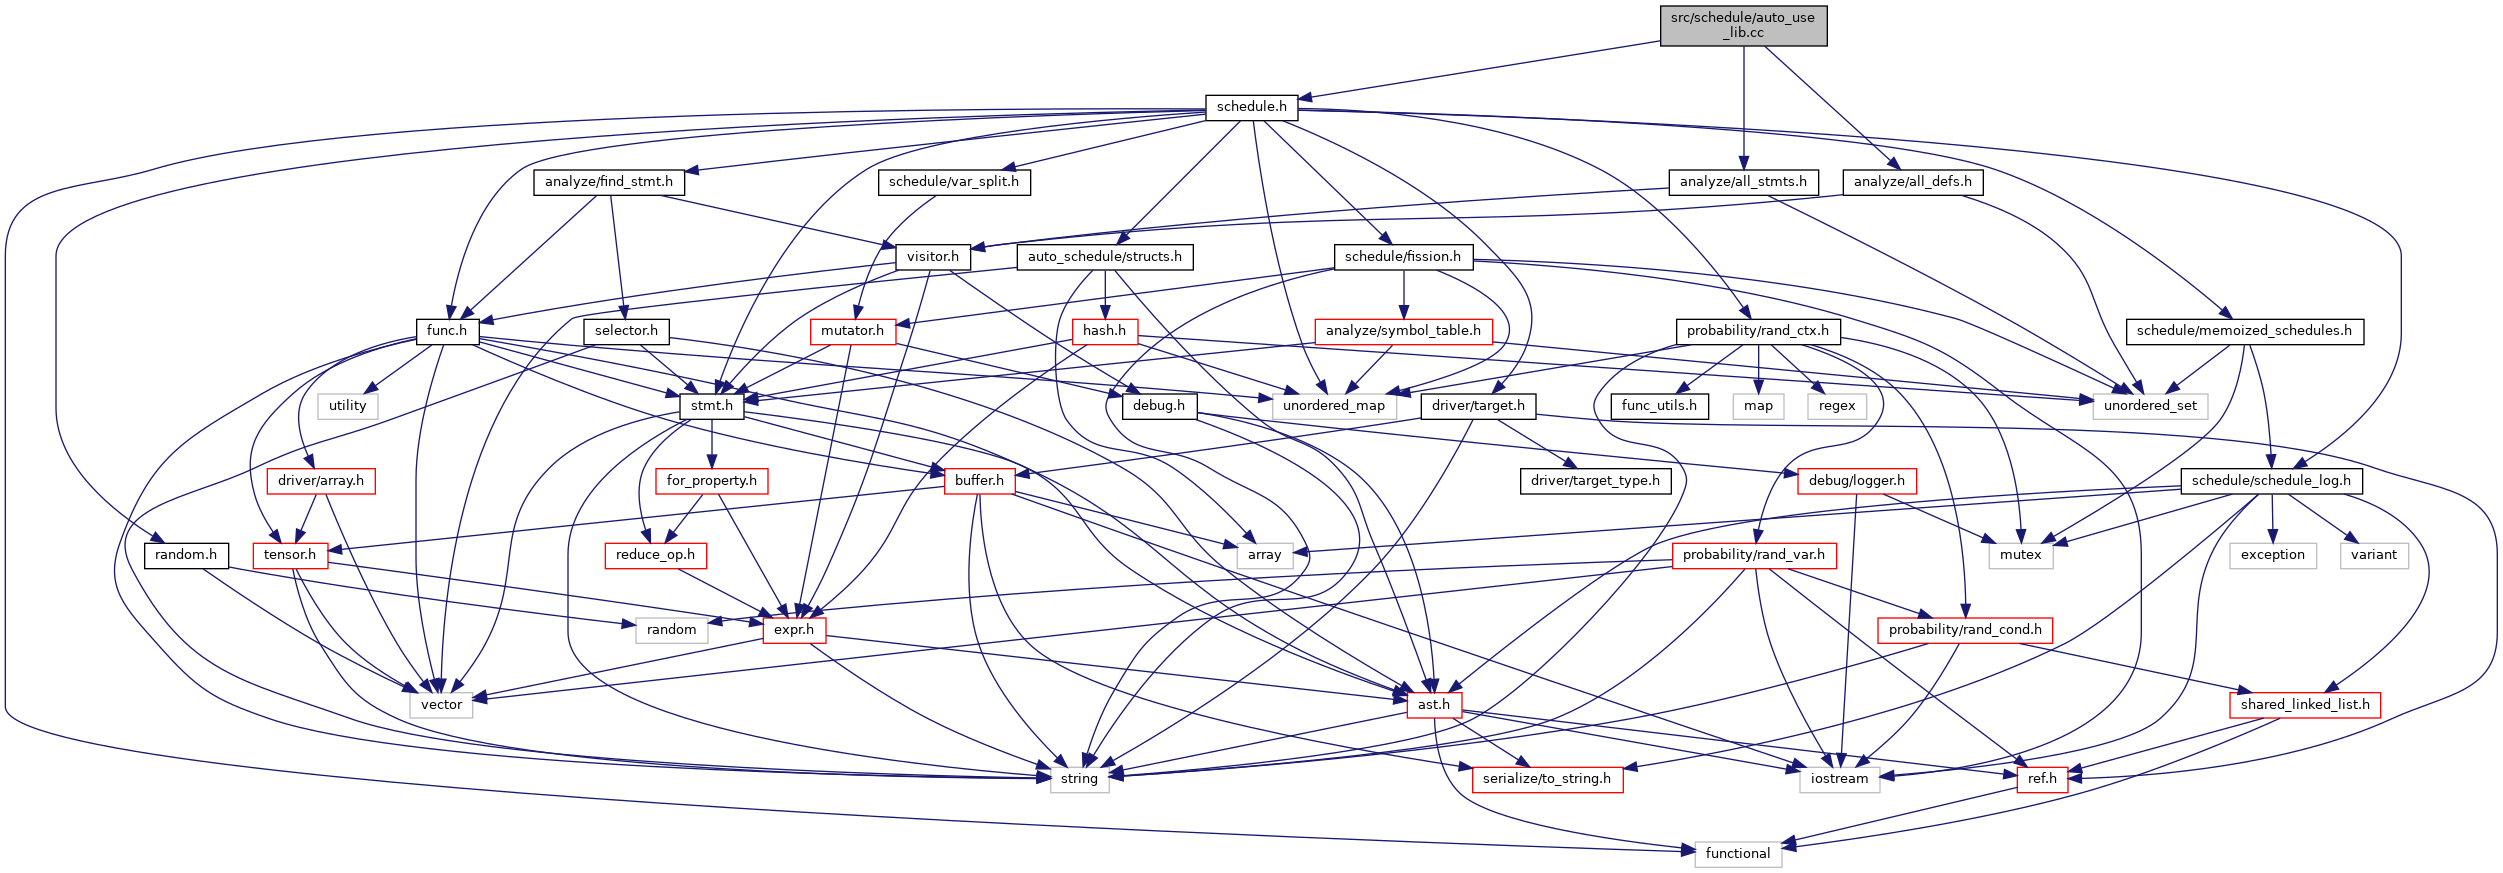 src/schedule/auto_use
_lib.cc
schedule.h
analyze/find_stmt.h
schedule/var_split.h
analyze/all_stmts.h
analyze/all_defs.h
visitor.h
auto_schedule/structs.h
schedule/fission.h
func.h
selector.h
mutator.h
hash.h
analyze/symbol_table.h
probability/rand_ctx.h
schedule/memoized_schedules.h
utility
stmt.h
debug.h
unordered_map
driver/target.h
func_utils.h
map
regex
unordered_set
driver/array.h
for_property.h
buffer.h
driver/target_type.h
debug/logger.h
schedule/schedule_log.h
random.h
tensor.h
reduce_op.h
array
probability/rand_var.h
mutex
exception
variant
random
expr.h
probability/rand_cond.h
vector
ast.h
shared_linked_list.h
string
serialize/to_string.h
iostream
ref.h
functional